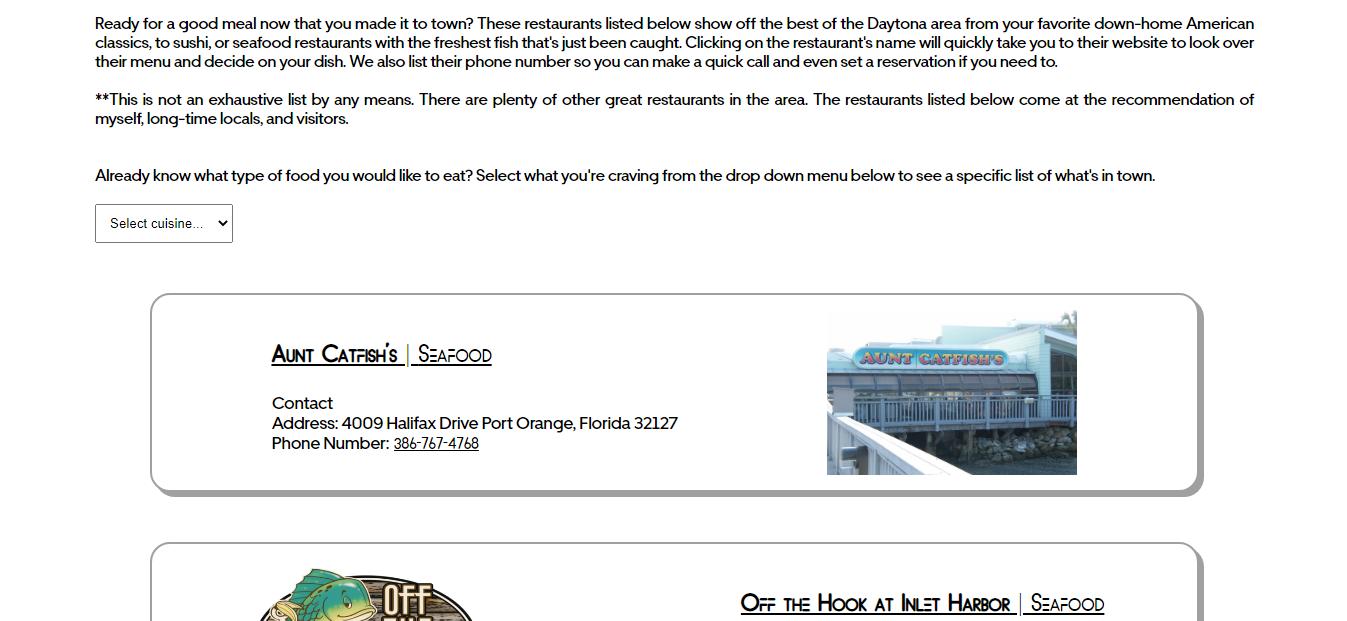 Ready for a good meal now that you made it to town? These restaurants listed below show off the best of the Daytona area from your favorite down-home American
classics, to sushi, or seafood restaurants with the freshest fish that's just been caught. Clicking on the restaurant's name will quickly take you to their website to look over
their menu and decide on your dish. We also list their phone number so you can make a quick call and even set a reservation if you need to.
**This is not an exhaustive list by any means. There are plenty of other great restaurants in the area. The restaurants listed below come at the recommendation of
myself, long-time locals, and visitors.
Already know what type of food you would like to eat? Select what you're craving from the drop down menu below to see a specific list of what's in town.
Select cuisine...
Aunt Catfish's | Seafood
Contact
Address: 4009 Halifax Drive Port Orange, Florida 32127
Phone Number: 386-767-4768
AUNT CATFISH'S
OFF
Off the Hook at Inlet Harbor | Seafood